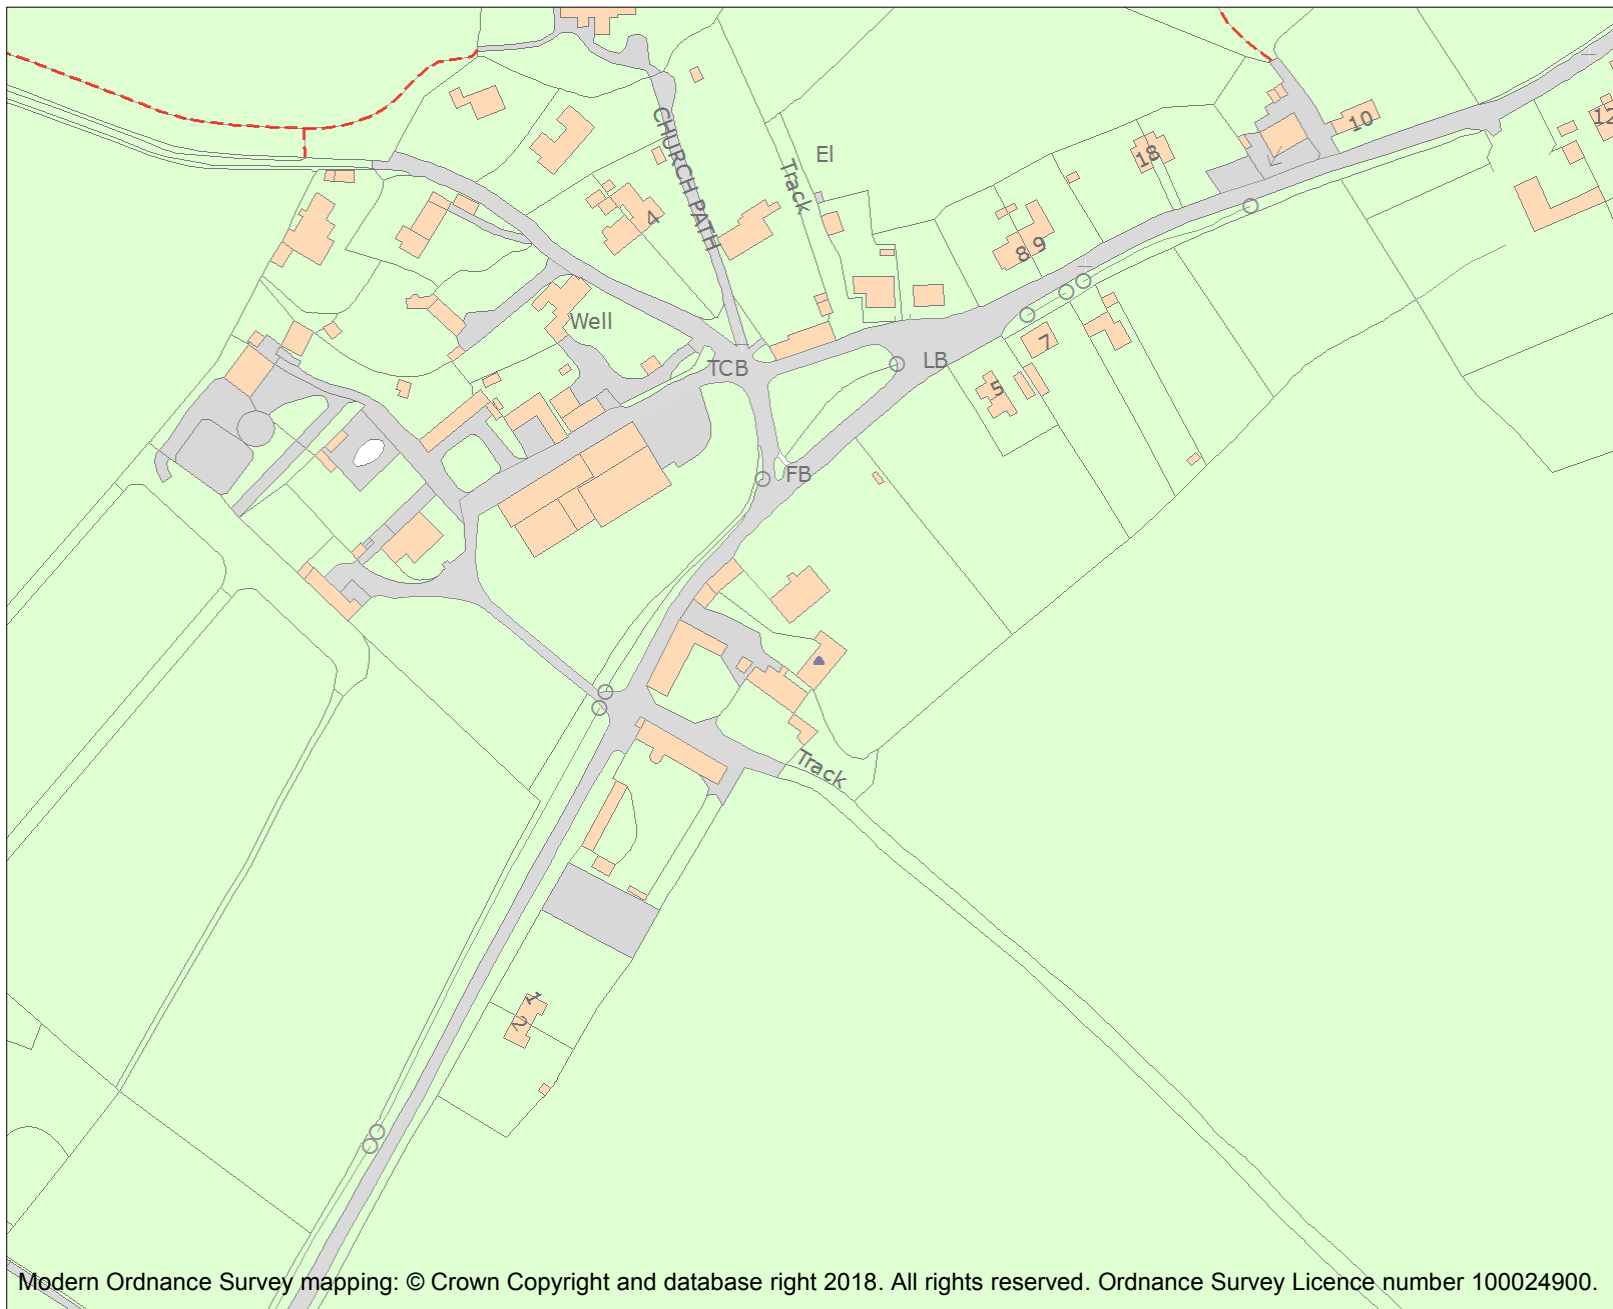 12
10
CHURCH PATH
El
18
Track
4
8 9
Well
7
LB
TCB
5
FB
Track
1
2
Modern Ordnance Survey mapping: © Crown Copyright and database right 2018. All rights reserved. Ordnance Survey Licence number 100024900.